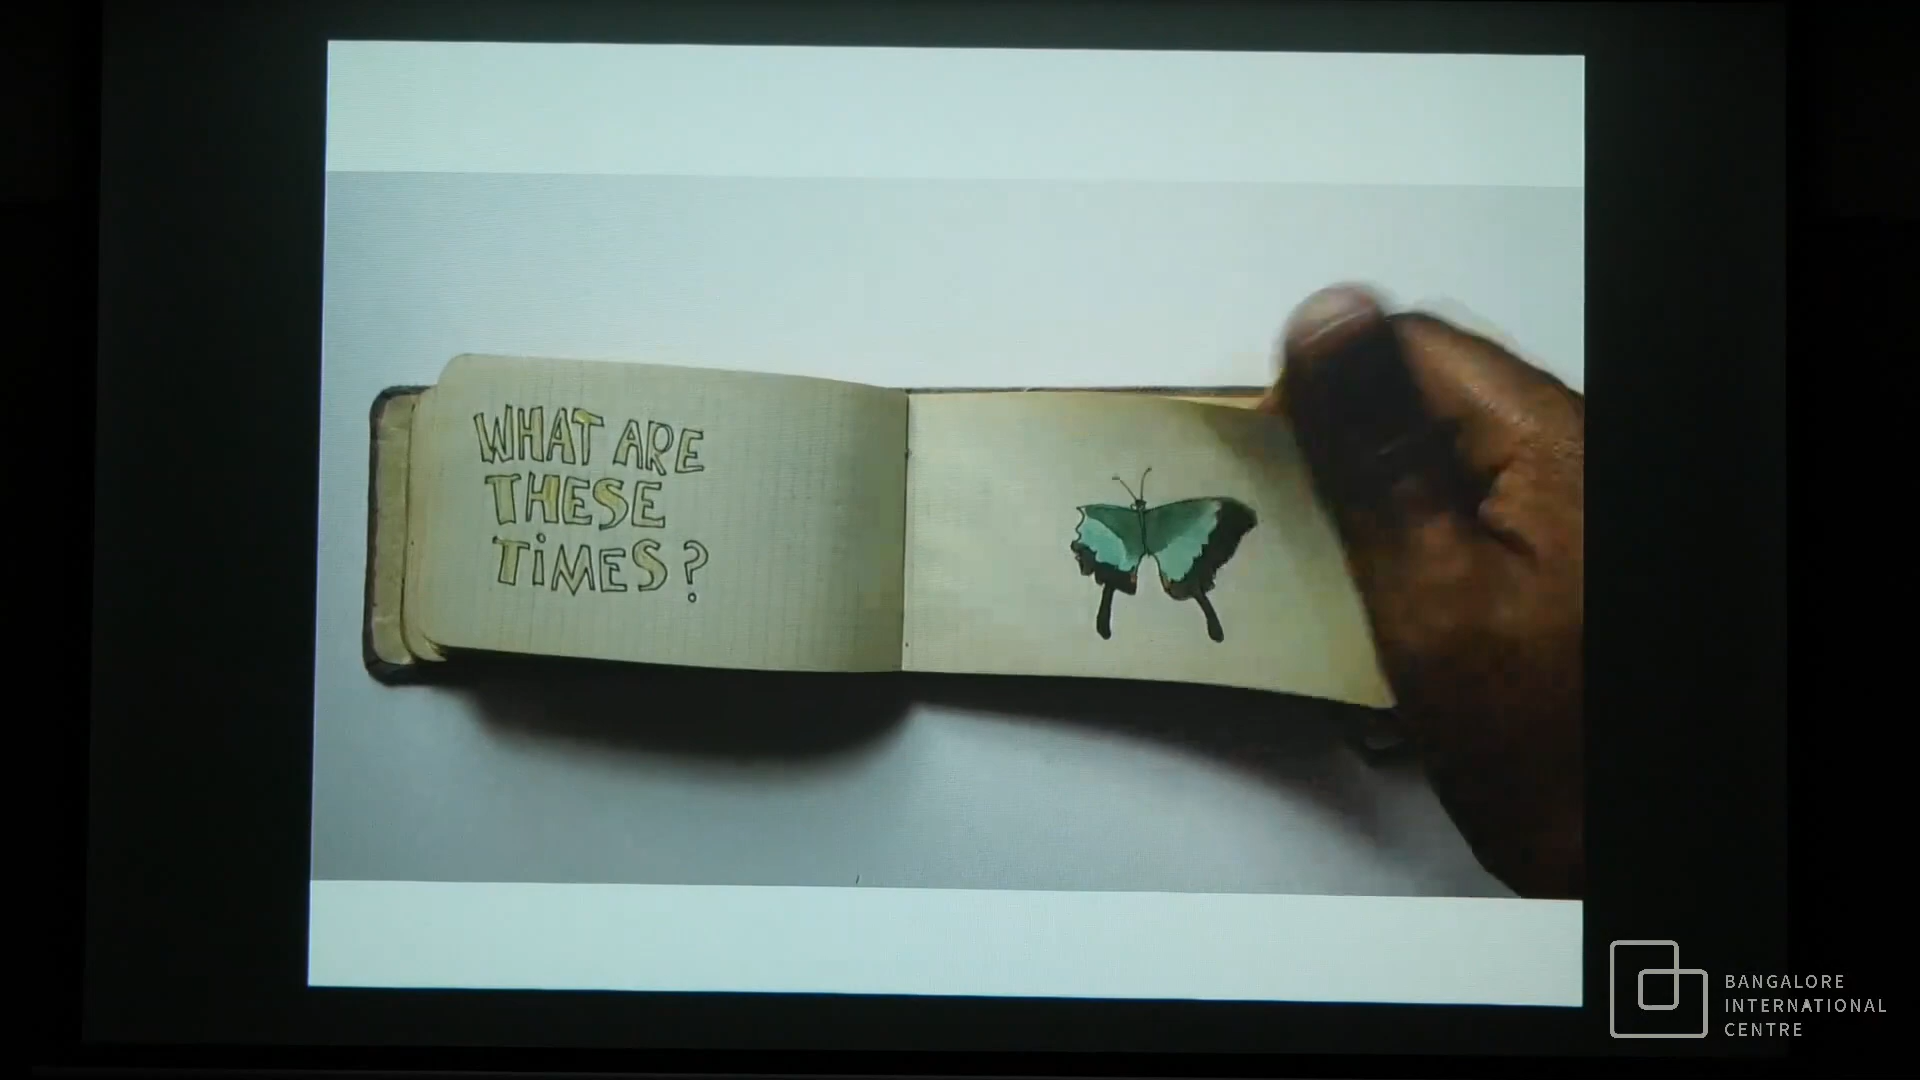 WHAT ARE
THESE
TiMES?
BANGALORE
INTERNATIONAL
CENTRE